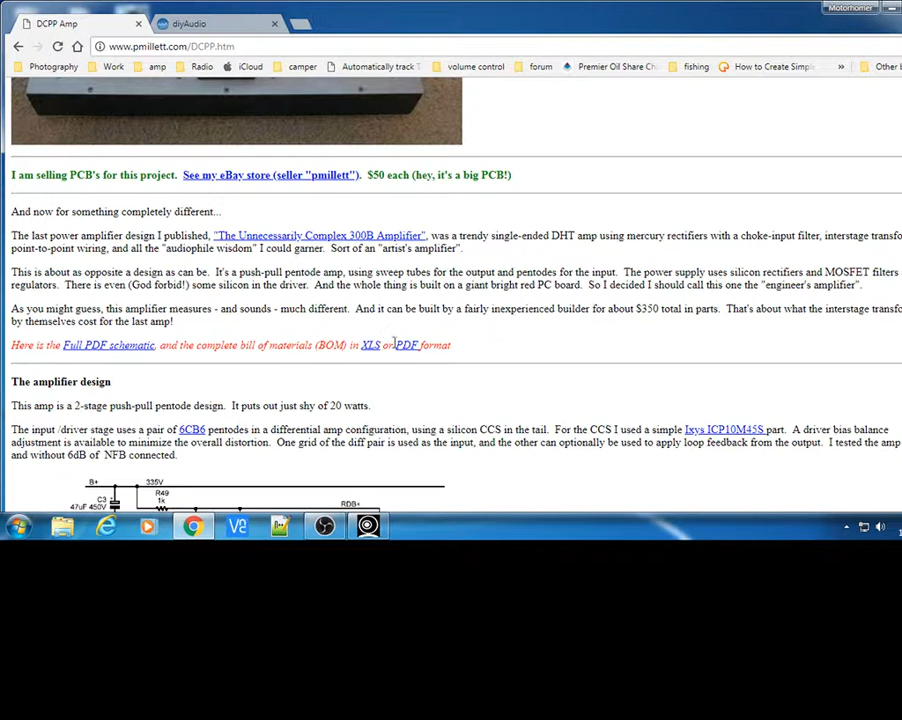 Motorhomer
DCPP Amp
diyAudio
www.pmillett.com/DCPP.htm
Photography Work amp Radio iCloud camper Automatically track T volume control forum Premier Oil Share Ch fishing How to Create Simp » Other b
I am selling PCB's for this project. See my eBay store (seller "pmillett"). $50 each (hey, it's a big PCB!)
And now for something completely different...
The last power amplifier design I published, "The Unnecessarily Complex 300B Amplifier", was a trendy single-ended DHT amp using mercury rectifiers with a choke-input filter, interstage transfo
point-to-point wiring, and all the "audiophile wisdom" I could garner. Sort of an "artist's amplifier".
This is about as opposite a design as can be. It's a push-pull pentode amp, using sweep tubes for the output and pentodes for the input. The power supply uses silicon rectifiers and MOSFET filters
regulators. There is even (God forbid!) some silicon in the driver. And the whole thing is built on a giant bright red PC board. So I decided I should call this one the "engineer's amplifier".
As you might guess, this amplifier measures - and sounds - much different. And it can be built by a fairly inexperienced builder for about $350 total in parts. That's about what the interstage transfo
by themselves cost for the last amp!
Here is the Full PDF schematic, and the complete bill of materials (BOM) in XLS or PDF format
The amplifier design
This amp is a 2-stage push-pull pentode design. It puts out just shy of 20 watts.
The input /driver stage uses a pair of 6CB6 pentodes in a differential amp configuration, using a silicon CCS in the tail. For the CCS I used a simple Ixys ICP10M45S part. A driver bias balance
adjustment is available to minimize the overall distortion. One grid of the diff pair is used as the input, and the other can optionally be used to apply loop feedback from the output. I tested the amp
and without 6dB of NFB connected.
B+ 335V
R49
1k
C3
47uF 450V
RDB+